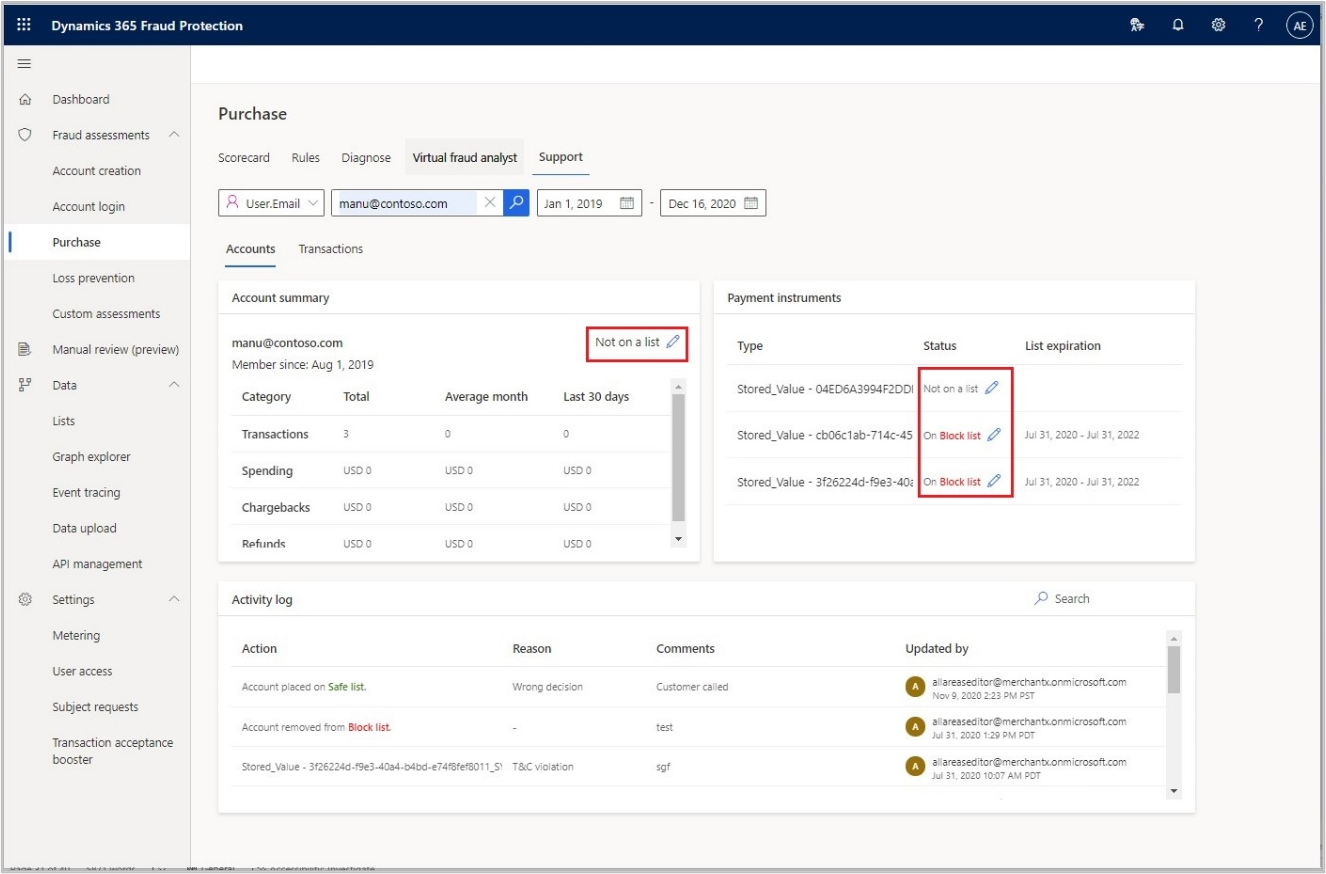 Dynamics 365 Fraud Protection
AE
Dashboard
Fraud assessments
Account creation
Account login
Purchase
Loss prevention
Custom assessments
Manual review (preview)
Data
Lists
Graph explorer
Event tracing
Data upload
API management
Settings
Metering
User access
Subject requests
Transaction acceptance
booster
Purchase
Scorecard Rules Diagnose Virtual fraud analyst Support
User.Email manu@contoso.com Jan 1, 2019 - Dec 16, 2020
Accounts Transactions
Account summary
manu@contoso.com Not on a list
Member since: Aug 1, 2019
Category Total Average month Last 30 days
Transactions 3 0 0
Spending USD 0 USD 0 USD 0
Chargebacks USD 0 USD 0 USD 0
Refunds USD 0 USD 0 USD 0
Payment instruments
Type Status List expiration
Stored_Value - 04ED6A3994F2DD Not on a list
Stored_Value - cb06c1ab-714c-45 On Block list Jul 31, 2020 - Jul 31, 2022
Stored_Value - 3f26224d-f9e3-40a On Block list Jul 31, 2020 - Jul 31, 2022
Activity log Search
Action Reason Comments Updated by
Account placed on Safe list. Wrong decision Customer called A allareaseditor@merchantx.onmicrosoft.com
Nov 9, 2020 2:23 PM PST
Account removed from Block list. - test A allareaseditor@merchantx.onmicrosoft.com
Jul 31, 2020 1:29 PM PDT
Stored_Value - 3f26224d-f9e3-40a4-b4bd-e74f8fef8011_S T&C violation sgf A allareaseditor@merchantx.onmicrosoft.com
Jul 31, 2020 10:07 AM PDT